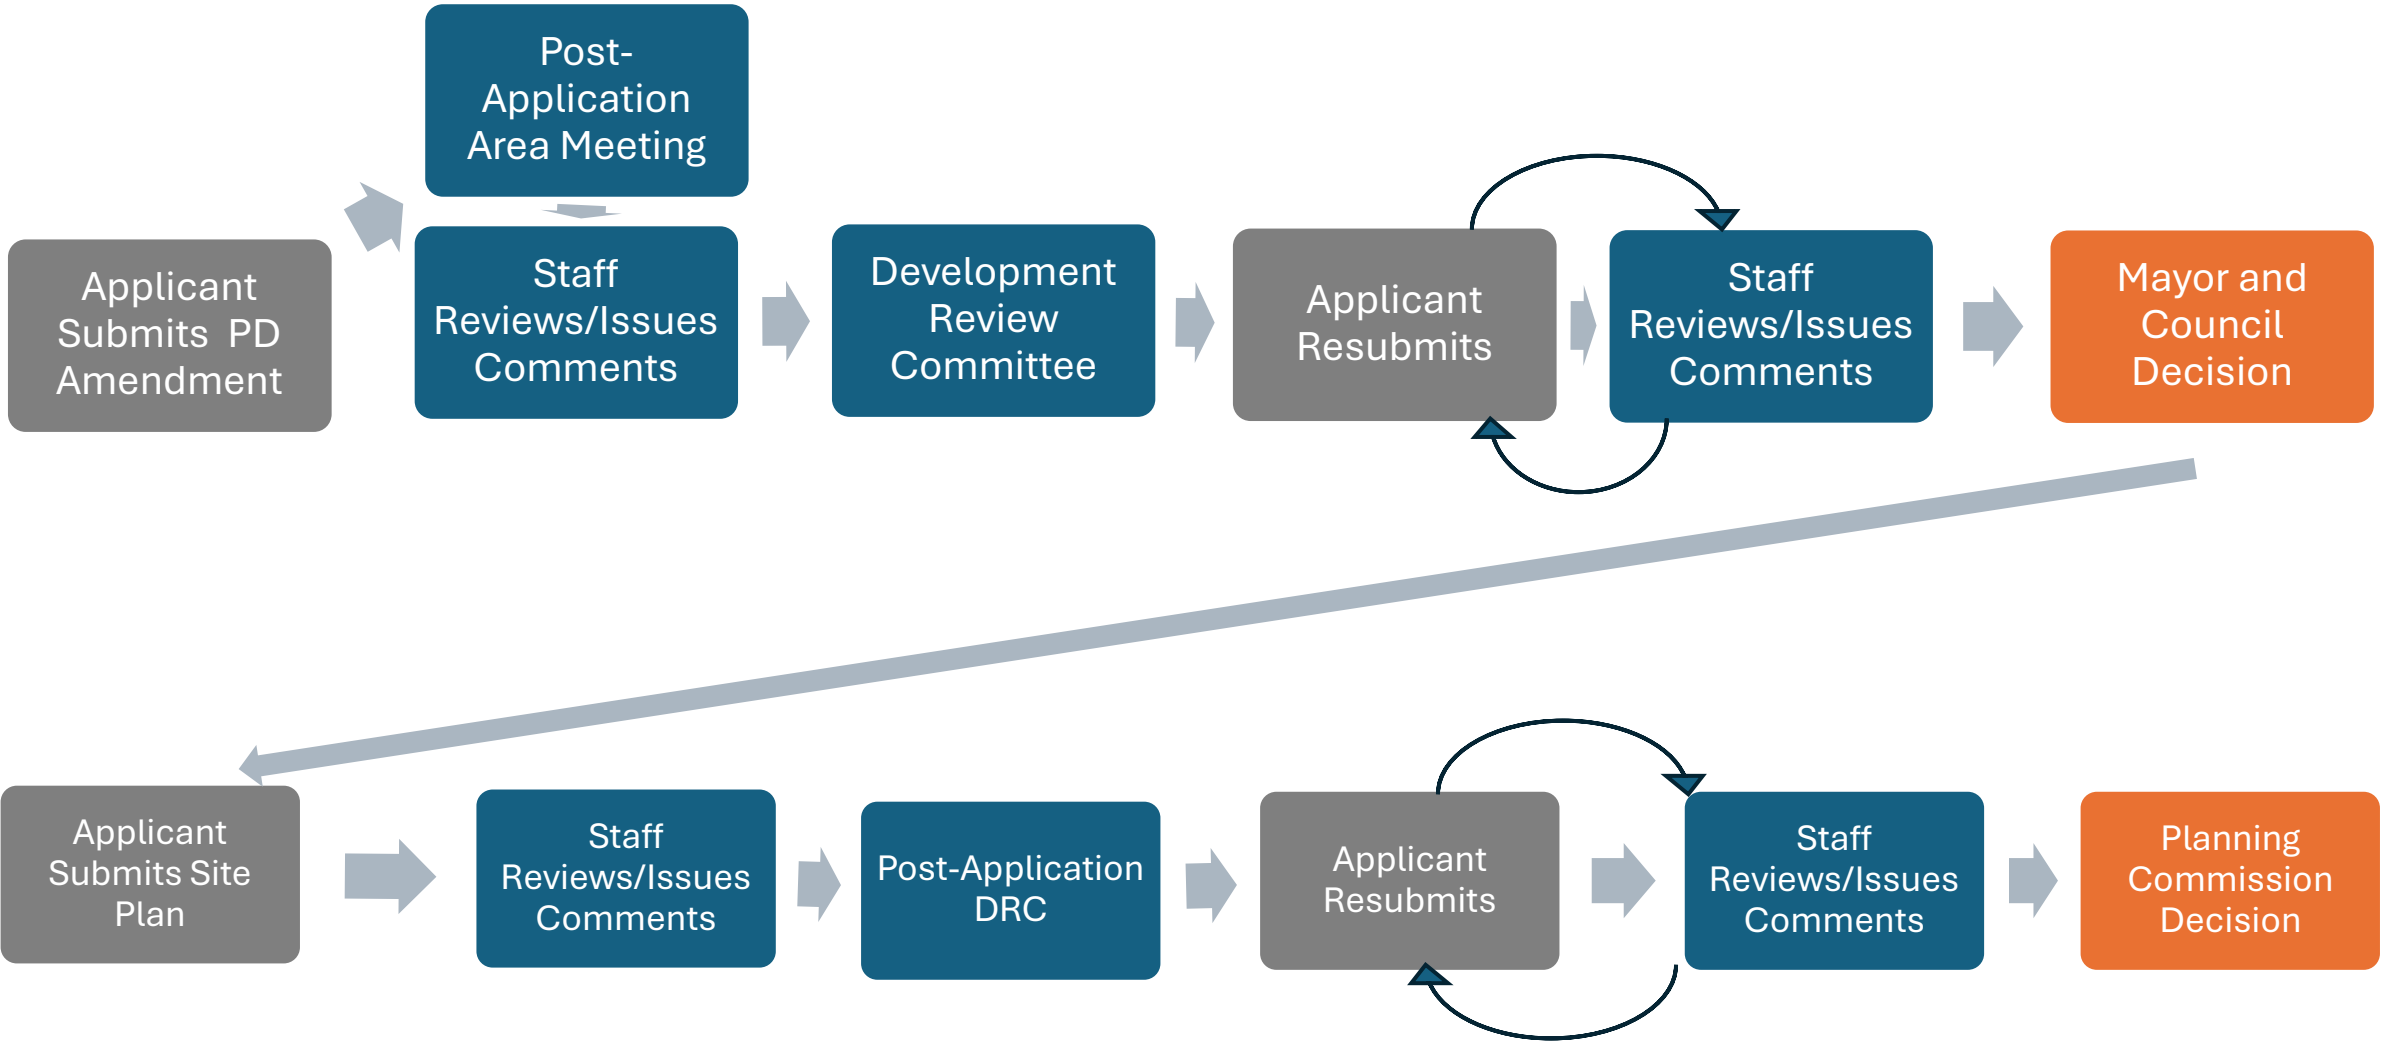 Post-
Application
Area Meeting
Applicant
Submits  PD
Amendment
Staff
Reviews/Issues
Comments
Development
Review
Committee
Applicant
Resubmits
Staff
Reviews/Issues
Comments
Mayor and
Council
Decision
Applicant
Submits Site
Plan
Staff
Reviews/Issues
Comments
Post-Application
DRC
Applicant
Resubmits
Staff
Reviews/Issues
Comments
Planning
Commission
Decision